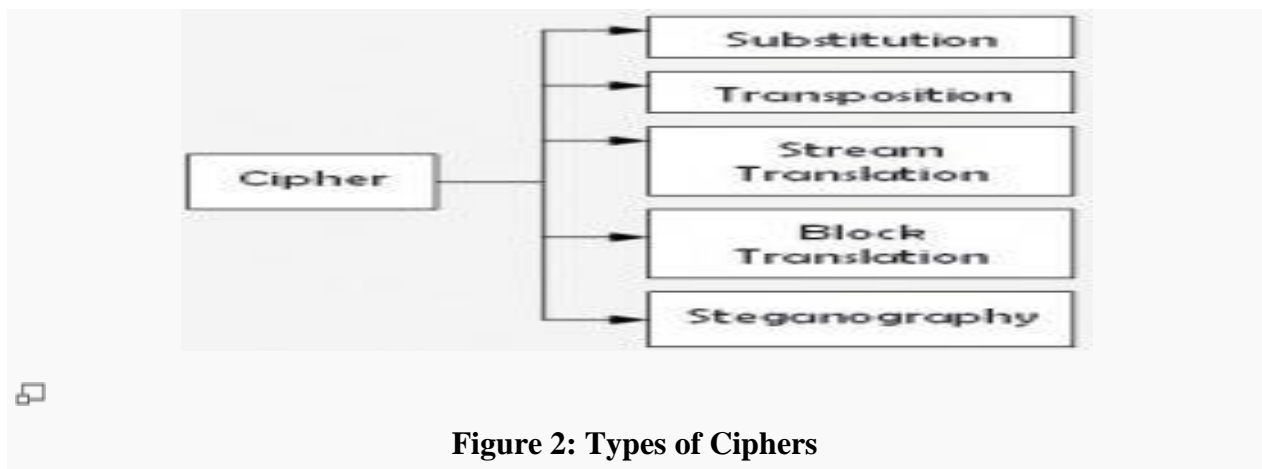 Cipher
Substitution
Transposition
Stream
Translation
Block
Translation
Steganography
Figure 2: Types of Ciphers